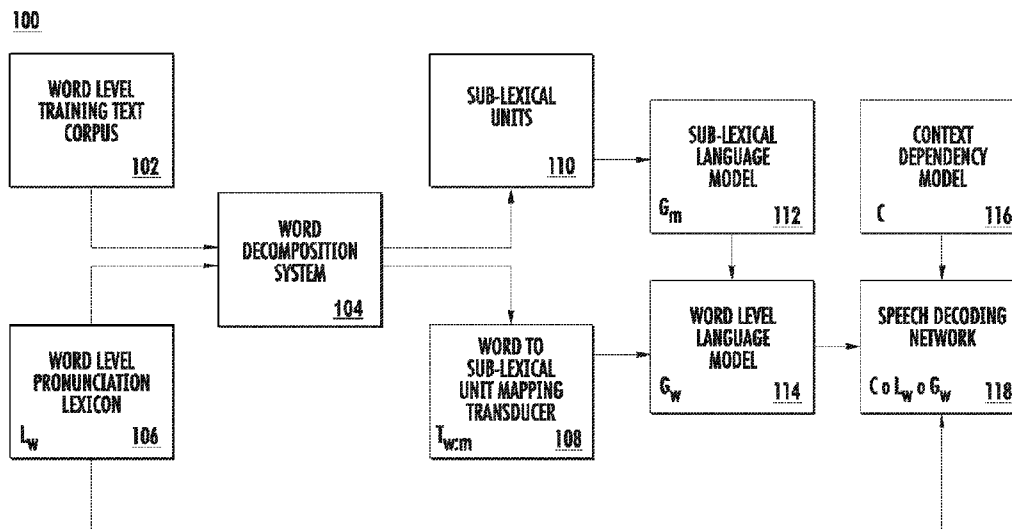 100
WORD LEVEL
TRAINING TEXT
CORPUS
102
WORD
DECOMPOSITION
SYSTEM
104
WORD LEVEL
PRONUNCIATION
LEXICON
L_w 106
SUB-LEXICAL
UNITS
110
WORD TO
SUB-LEXICAL
UNIT MAPPING
TRANSDUCER
T_w:m 108
SUB-LEXICAL
LANGUAGE
MODEL
G_m 112
WORD LEVEL
LANGUAGE
MODEL
G_w 114
CONTEXT
DEPENDENCY
MODEL
C 116
SPEECH DECODING
NETWORK
C o L_w o G_w 118